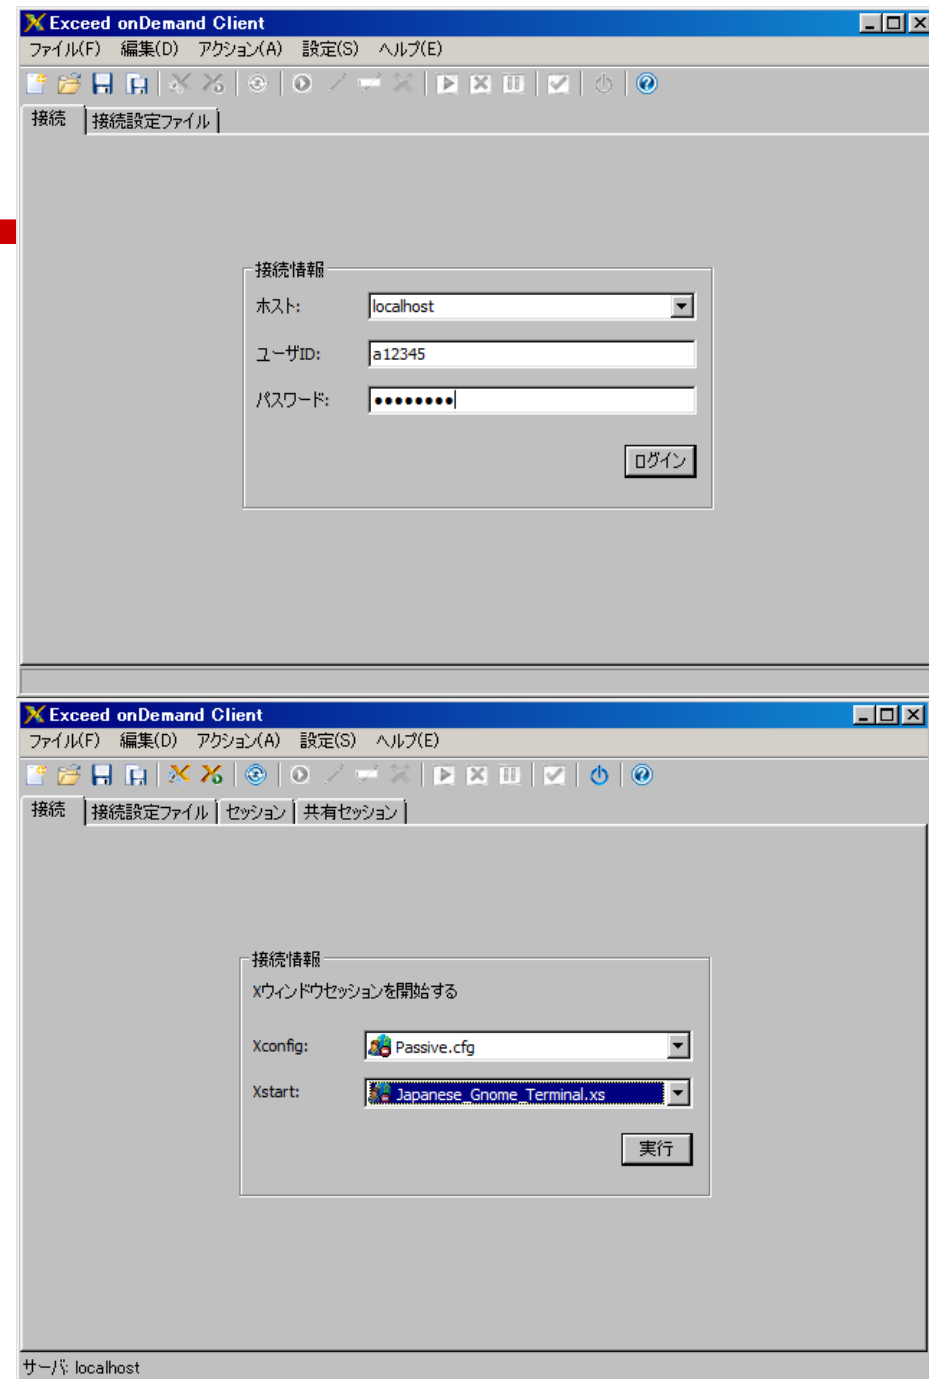 Exceed onDemand Client
ファイル(F) 編集(D) アクション(A) 設定(S) ヘルプ(E)
接続 接続設定ファイル
接続情報
ホスト: localhost
ユーザID: a12345
パスワード: ●●●●●●●●
ログイン
Exceed onDemand Client
ファイル(F) 編集(D) アクション(A) 設定(S) ヘルプ(E)
接続 接続設定ファイル セッション 共有セッション
接続情報
Xウィンドウセッションを開始する
Xconfig: Passive.cfg
Xstart: Japanese_Gnome_Terminal.xs
実行
サーバ: localhost